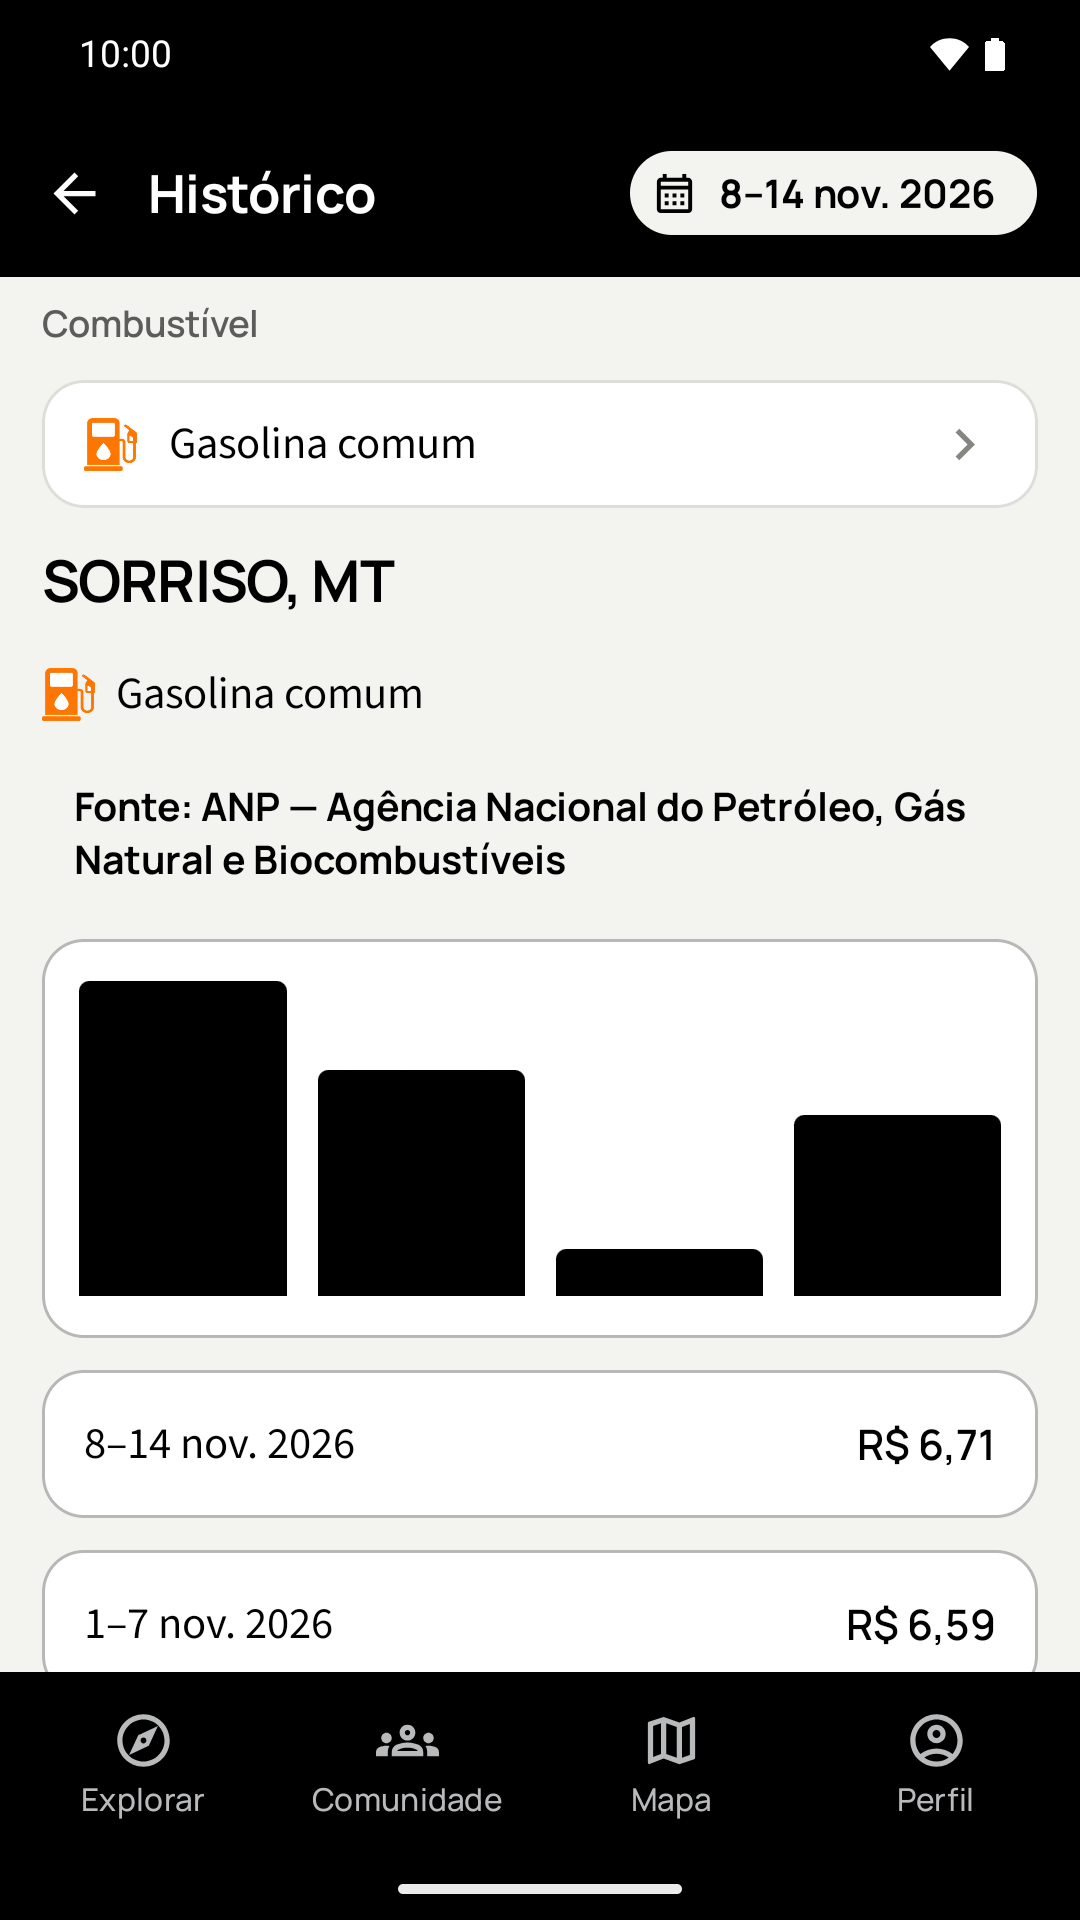 10:00
Histórico
8–14 nov. 2026
Combustível
Gasolina comum
SORRISO, MT
Gasolina comum
Fonte: ANP — Agência Nacional do Petróleo, Gás
Natural e Biocombustíveis
8–14 nov. 2026
R$ 6,71
1–7 nov. 2026
R$ 6,59
Explorar
Comunidade
Mapa
Perfil